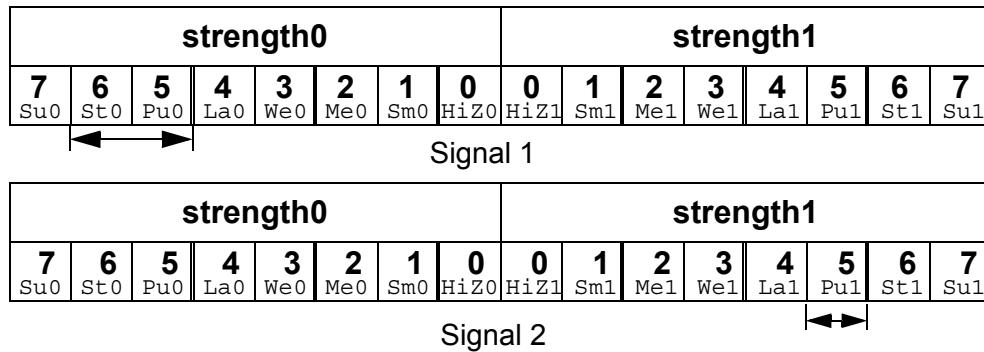 strength0 strength1
7 6 5 4 3 2 1 0 0 1 2 3 4 5 6 7
Su0 St0 Pu0 La0 We0 Me0 Sm0 HiZ0 HiZ1 Sm1 Me1 We1 La1 Pu1 St1 Su1
Signal 1
strength0 strength1
7 6 5 4 3 2 1 0 0 1 2 3 4 5 6 7
Su0 St0 Pu0 La0 We0 Me0 Sm0 HiZ0 HiZ1 Sm1 Me1 We1 La1 Pu1 St1 Su1
Signal 2